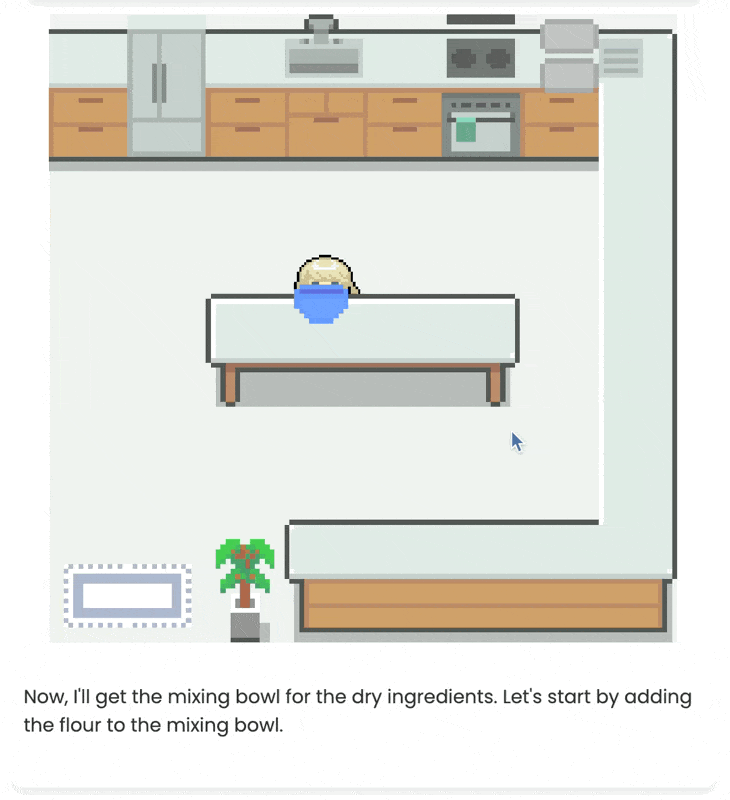 Now, I'll get the mixing bowl for the dry ingredients. Let's start by adding
the flour to the mixing bowl.